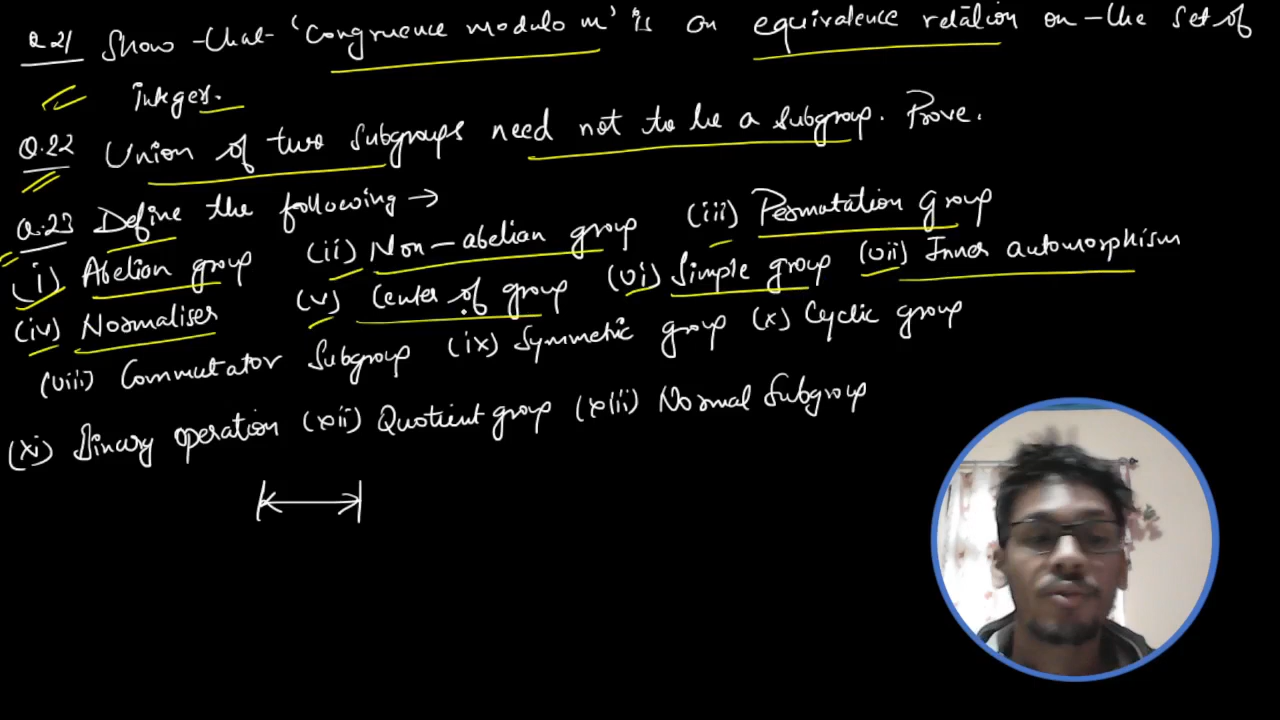 Q.21 Show that 'Congruence modulo m' is an equivalence relation on the set of
integers.
Q.22 Union of two subgroups need not to be a subgroup. Prove.
Q.23 Define the following →
(i) Abelian group (ii) Non-abelian group (iii) Permutation group
(iv) Normaliser (v) Center of group (vi) Simple group (vii) Inner automorphism
(viii) Commutator Subgroup (ix) Symmetric group (x) Cyclic group
(xi) Binary operation (xii) Quotient group (xiii) Normal Subgroup